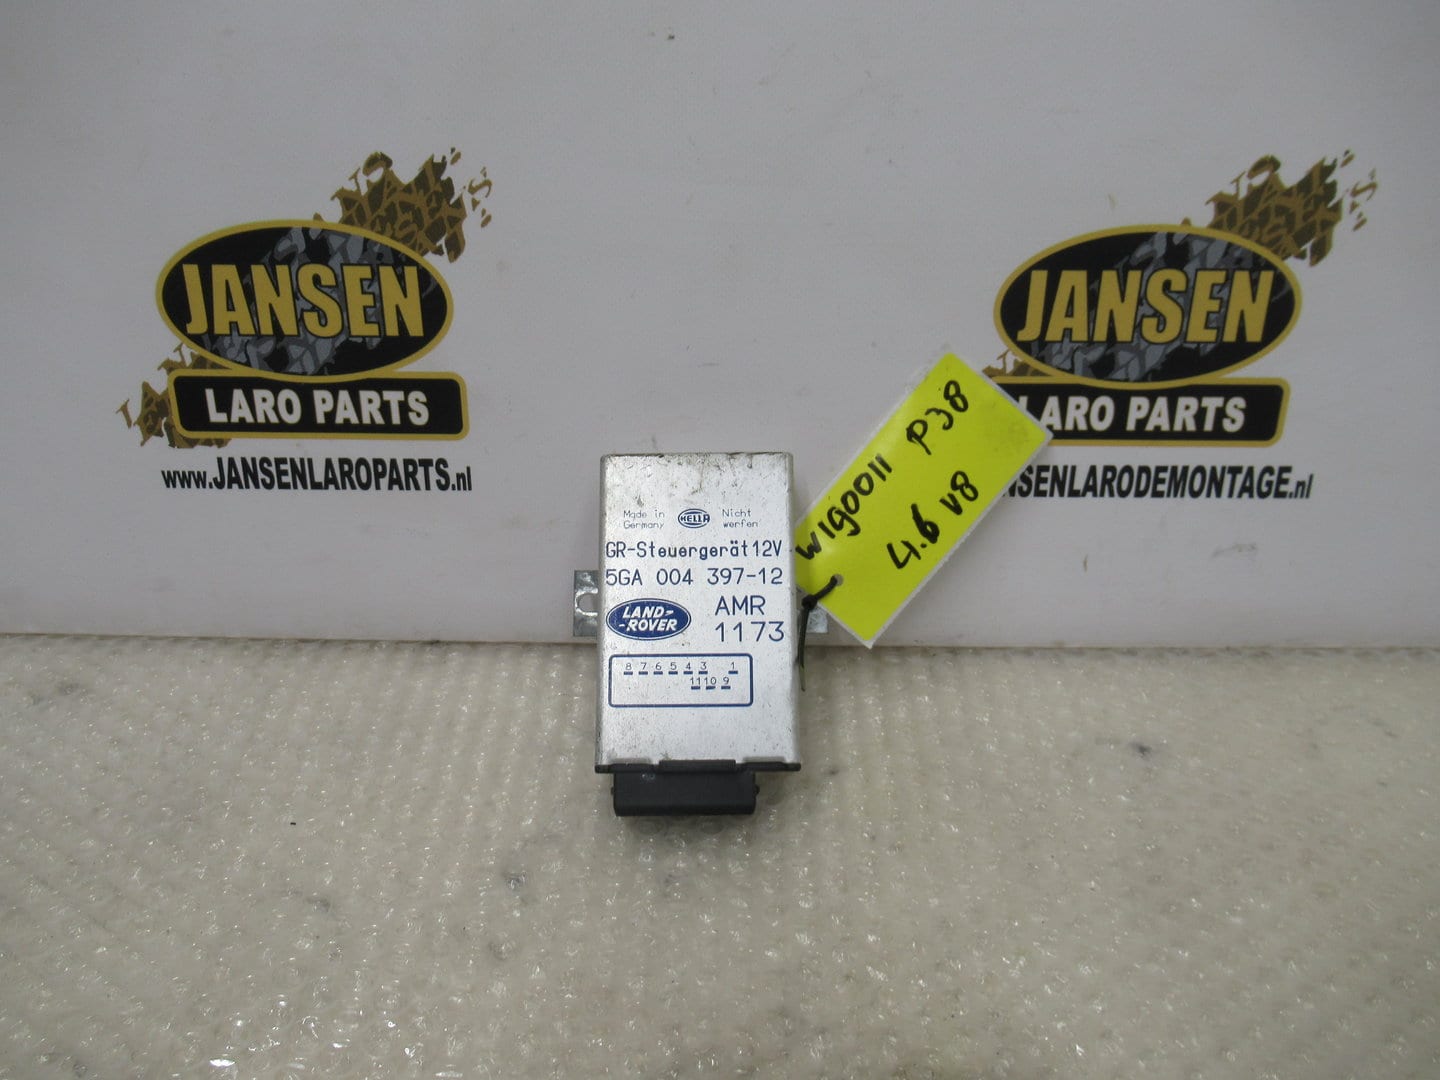 JANSEN
LARO PARTS
www.JANSENLAROPARTS.nl
JANSEN
LARO PARTS
NSENLARODEMONTAGE.nl
W190011 P38
4.6 V8
Made in Germany
HELLA
Nicht werfen
GR-Steuergerät 12V
5GA 004 397-12
LAND-
-ROVER
AMR
1173
8 7 6 5 4 3 1
11 10 9